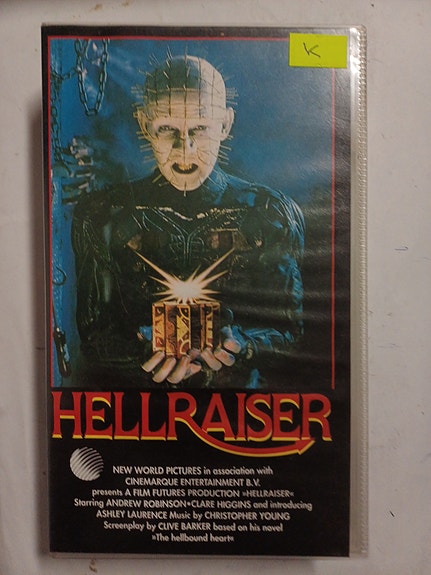 K
HELLRAISER
NEW WORLD PICTURES in association with
CINEMARQUE ENTERTAINMENT B.V.
presents A FILM FUTURES PRODUCTION »HELLRAISER«
Starring ANDREW ROBINSON•CLARE HIGGINS and introducing
ASHLEY LAURENCE Music by CHRISTOPHER YOUNG
Screenplay by CLIVE BARKER based on his novel
»The hellbound heart«